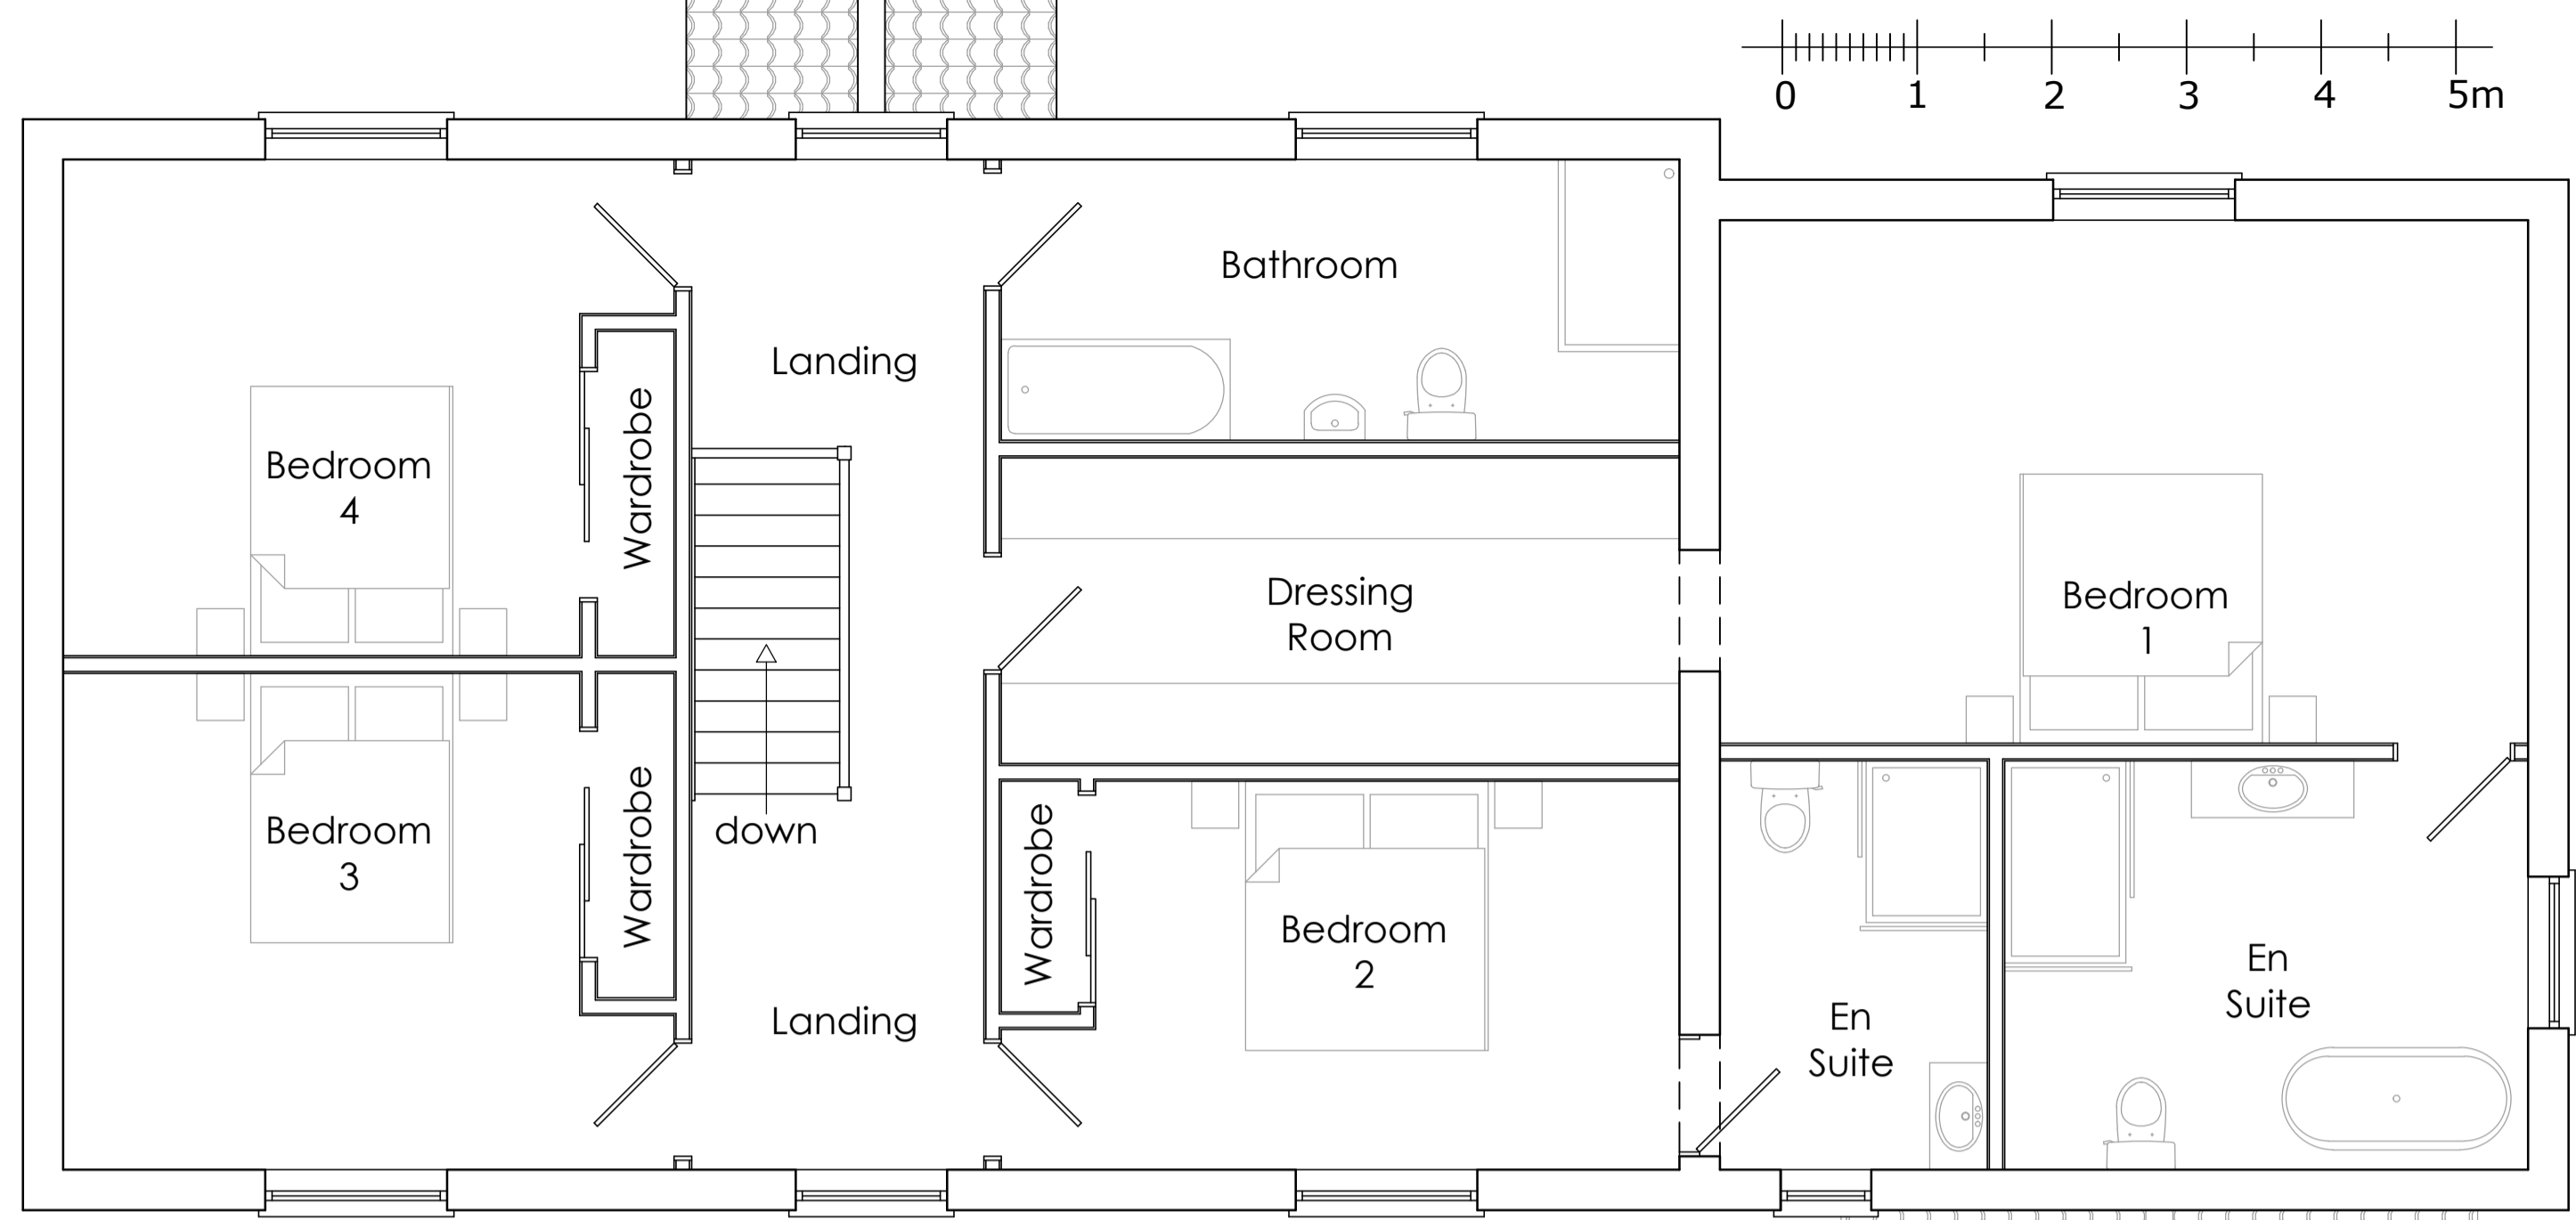 0 1 2 3 4 5m
Bathroom
Landing
Bedroom
4
Wardrobe
Dressing
Room
Bedroom
1
Bedroom
3
Wardrobe
down
Wardrobe
Bedroom
2
Landing
En
Suite
En
Suite